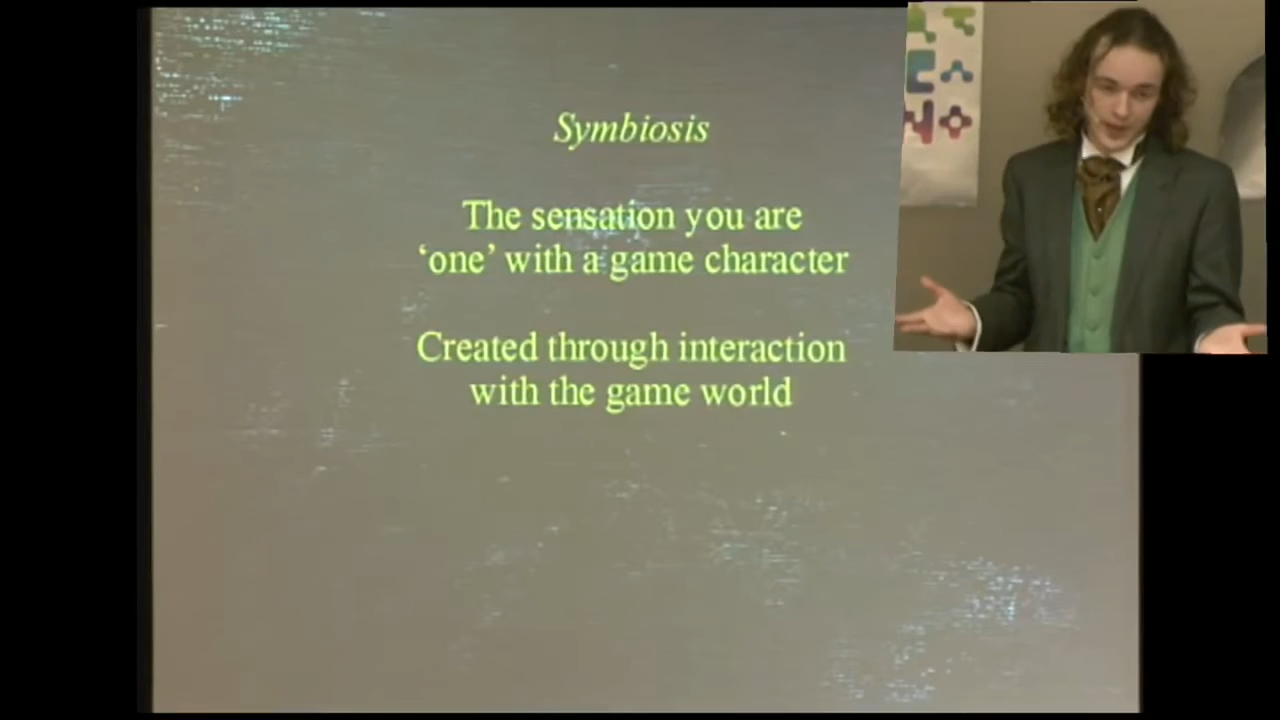 Symbiosis
The sensation you are
‘one’ with a game character
Created through interaction
with the game world